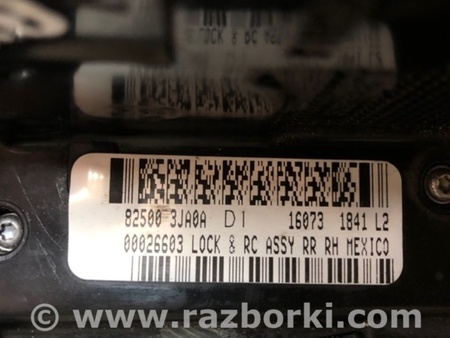 82500 3JA0A D1 16073 1841 L2
00026603 LOCK & RC ASSY RR RH MEXICO
www.razborki.com